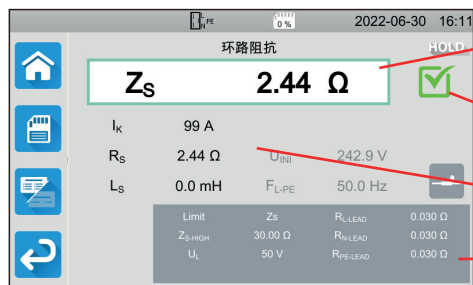 L N PE 0 % 2022-06-30 16:11
环路阻抗 HOLD
ZS 2.44 Ω
IK 99 A
RS 2.44 Ω UINI 242.9 V
LS 0.0 mH FL-PE 50.0 Hz
Limit Zs RL-LEAD 0.030 Ω
ZS-HIGH 30.00 Ω RN-LEAD 0.030 Ω
UL 50 V RPE-LEAD 0.030 Ω